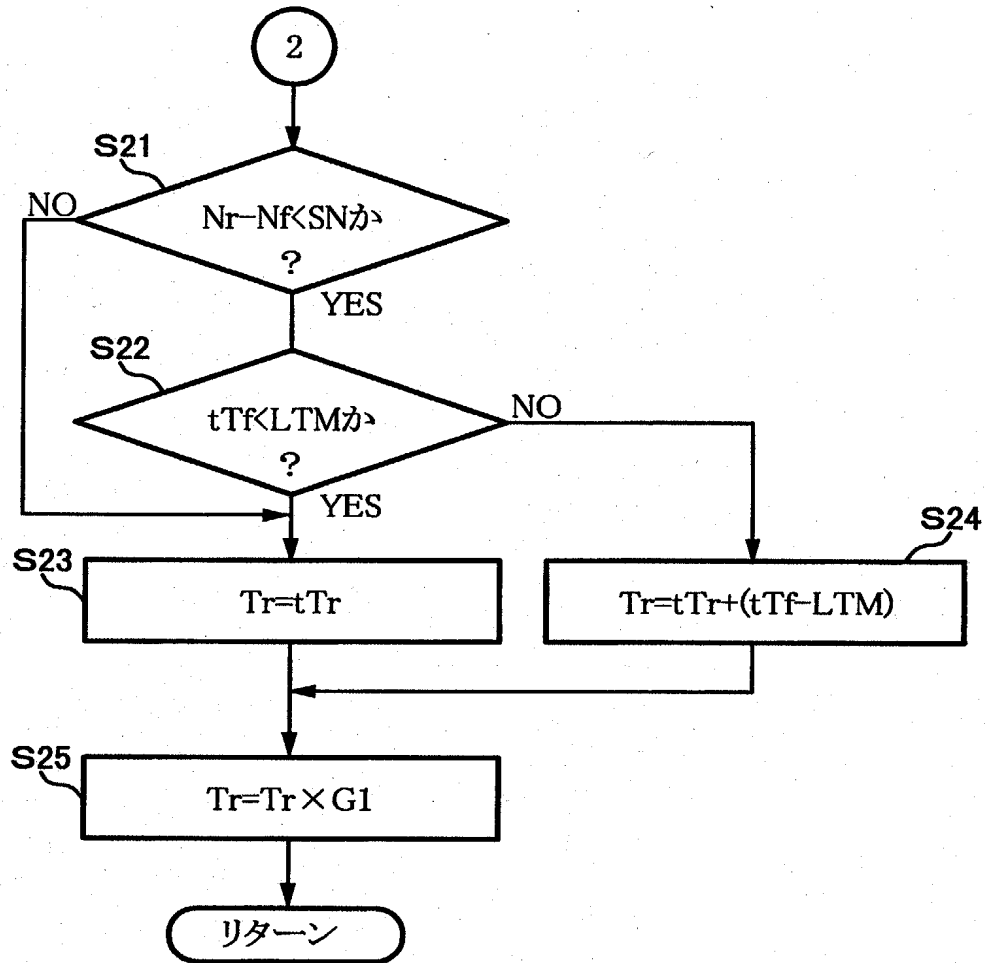 2
S21
NO
Nr-Nf<SNか
?
YES
S22
tTf<LTMか
?
NO
YES
S23
Tr=tTr
S24
Tr=tTr+(tTf-LTM)
S25
Tr=Tr×G1
リターン